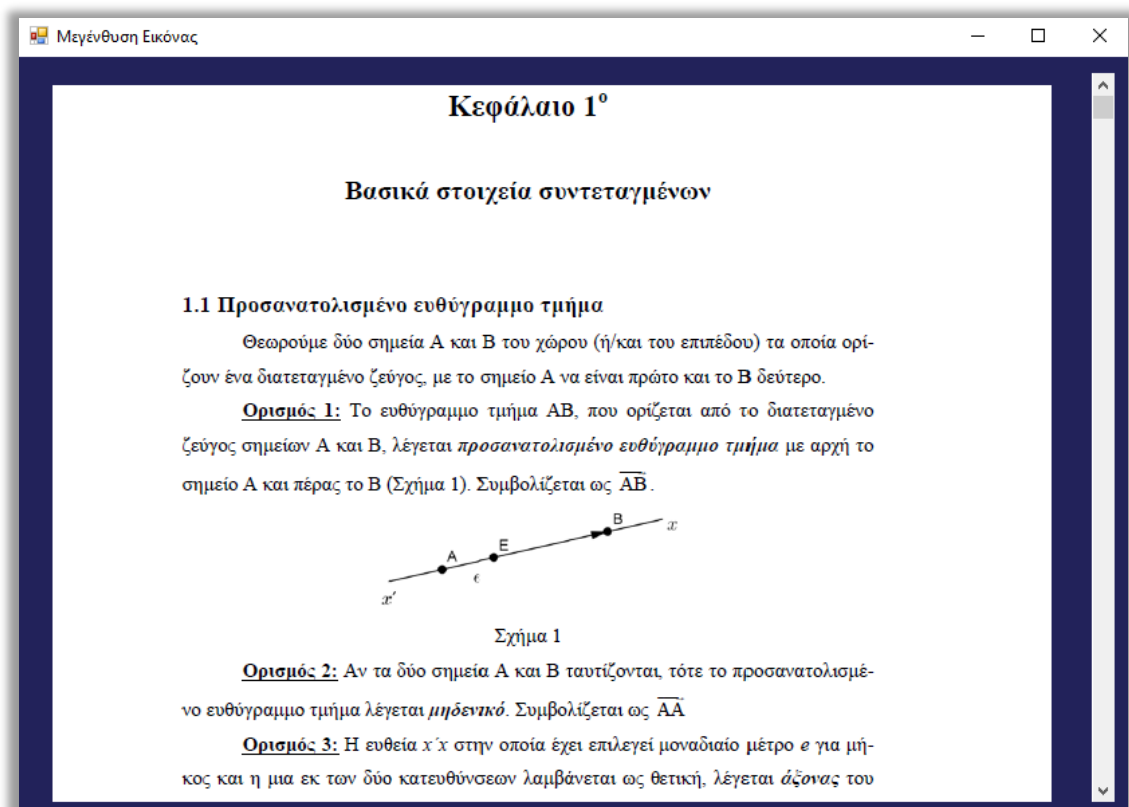 Μεγένθυση Εικόνας
Κεφάλαιο 1º
Βασικά στοιχεία συντεταγμένων
1.1 Προσανατολισμένο ευθύγραμμο τμήμα
Θεωρούμε δύο σημεία Α και Β του χώρου (ή/και του επιπέδου) τα οποία ορί-
ζουν ένα διατεταγμένο ζεύγος, με το σημείο Α να είναι πρώτο και το Β δεύτερο.
Ορισμός 1: Το ευθύγραμμο τμήμα ΑΒ, που ορίζεται από το διατεταγμένο
ζεύγος σημείων Α και Β, λέγεται προσανατολισμένο ευθύγραμμο τμήμα με αρχή το
σημείο Α και πέρας το Β (Σχήμα 1). Συμβολίζεται ως A͞B.
B
x
E
A
ϵ
x′
Σχήμα 1
Ορισμός 2: Αν τα δύο σημεία Α και Β ταυτίζονται, τότε το προσανατολισμέ-
νο ευθύγραμμο τμήμα λέγεται μηδενικό. Συμβολίζεται ως A͞A
Ορισμός 3: Η ευθεία x΄x στην οποία έχει επιλεγεί μοναδιαίο μέτρο e για μή-
κος και η μια εκ των δύο κατευθύνσεων λαμβάνεται ως θετική, λέγεται άξονας του